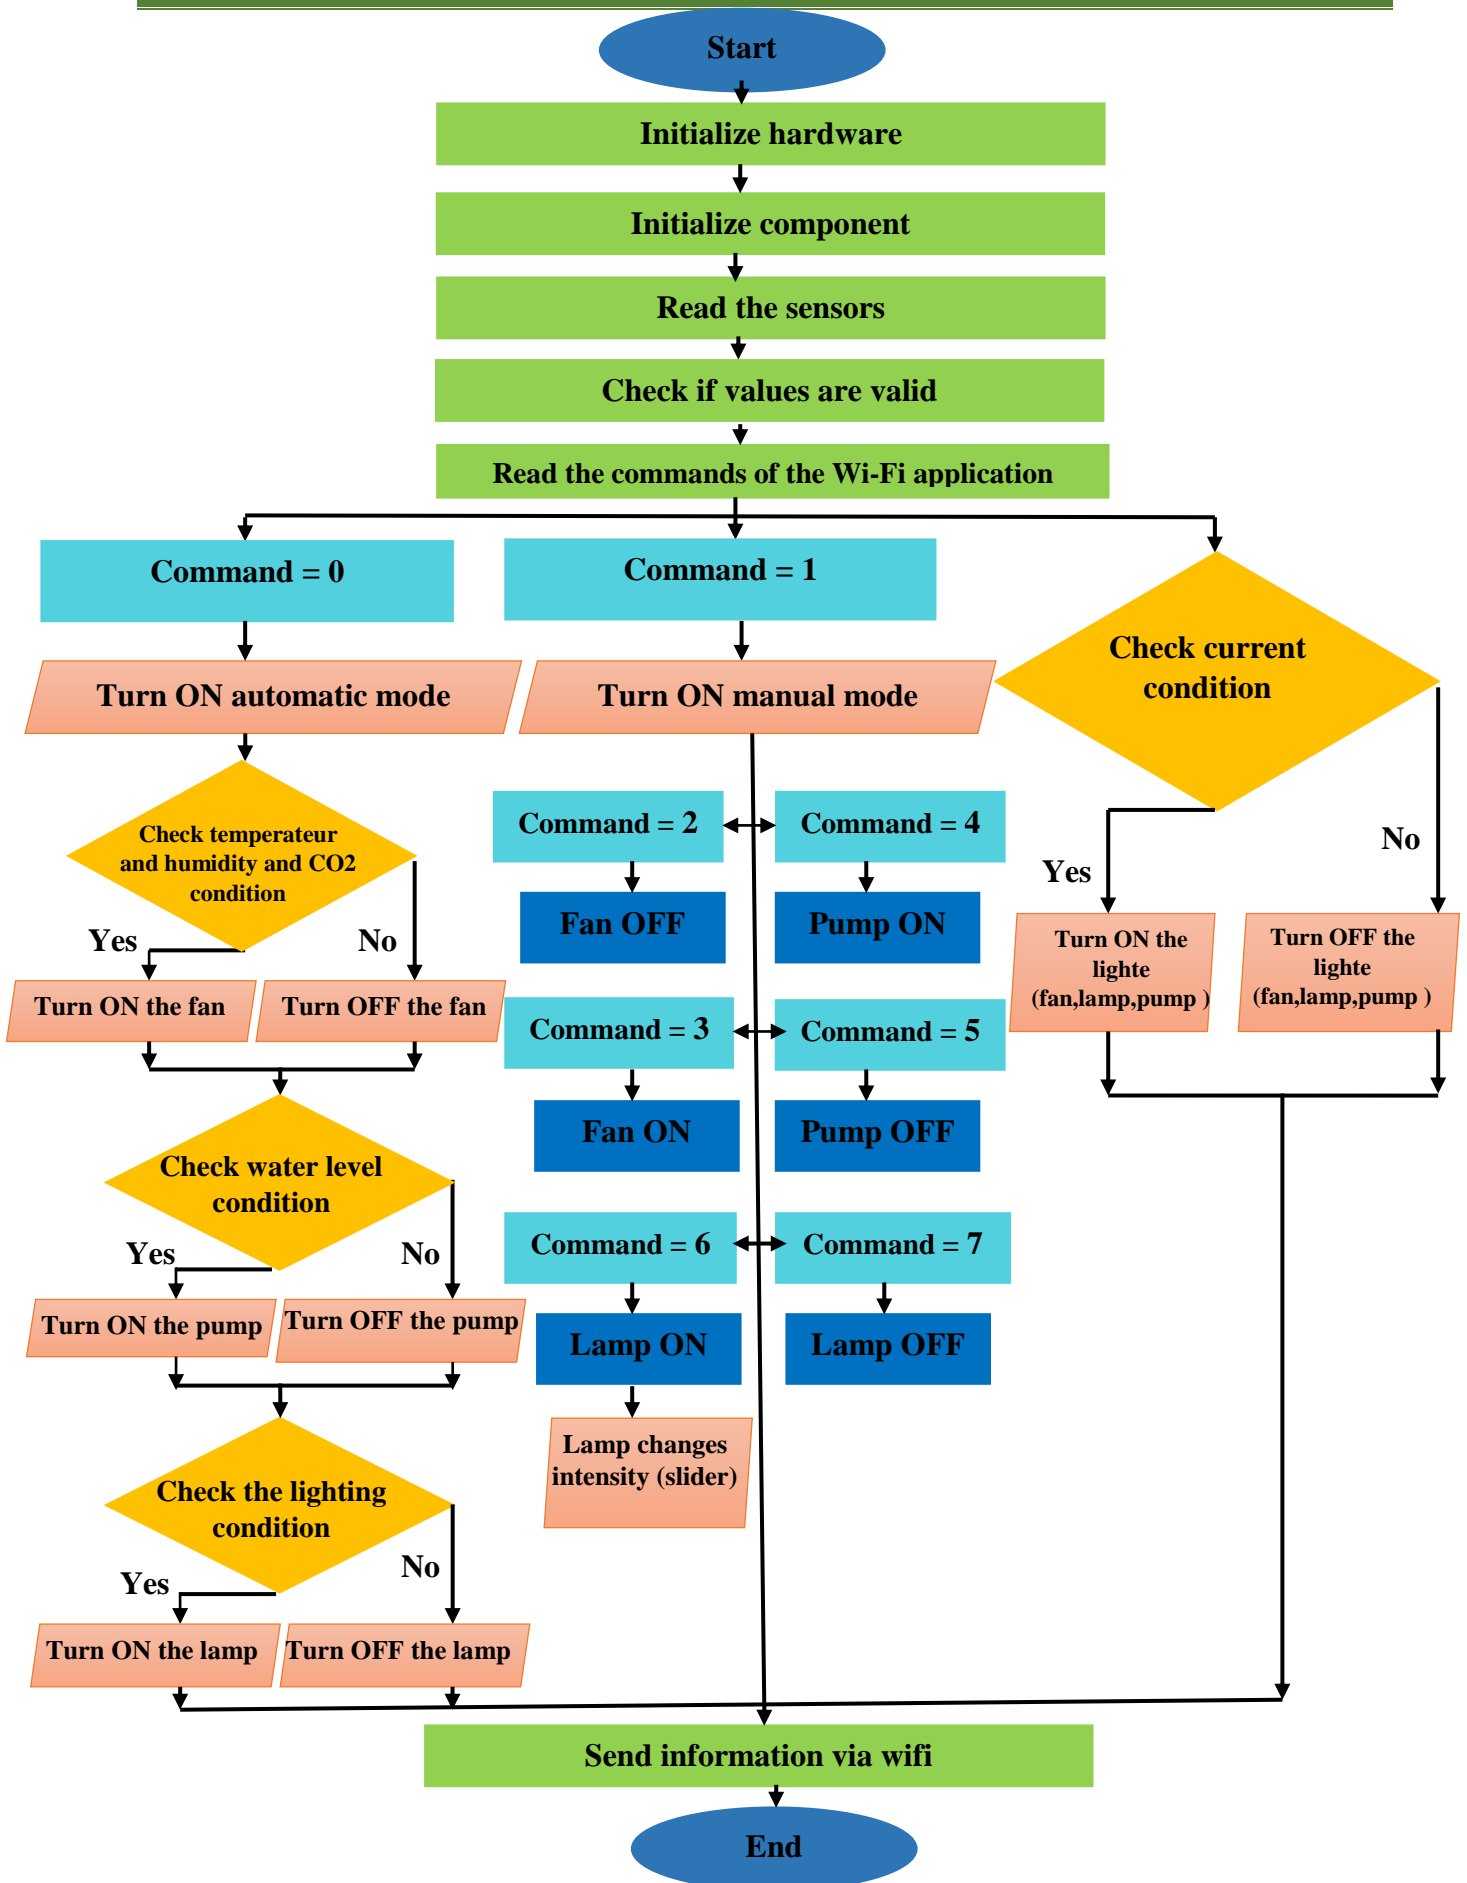 Start
Initialize hardware
Initialize component
Read the sensors
Check if values are valid
Read the commands of the Wi-Fi application
Command = 0
Turn ON automatic mode
Check temperateur
and humidity and CO2
condition
Yes
No
Turn ON the fan
Turn OFF the fan
Check water level
condition
Yes
No
Turn ON the pump
Turn OFF the pump
Check the lighting
condition
Yes
No
Turn ON the lamp
Turn OFF the lamp
Command = 1
Turn ON manual mode
Command = 2
Command = 4
Fan OFF
Pump ON
Command = 3
Command = 5
Fan ON
Pump OFF
Command = 6
Command = 7
Lamp ON
Lamp OFF
Lamp changes
intensity (slider)
Check current
condition
Yes
No
Turn ON the
lighte
(fan,lamp,pump )
Turn OFF the
lighte
(fan,lamp,pump )
Send information via wifi
End